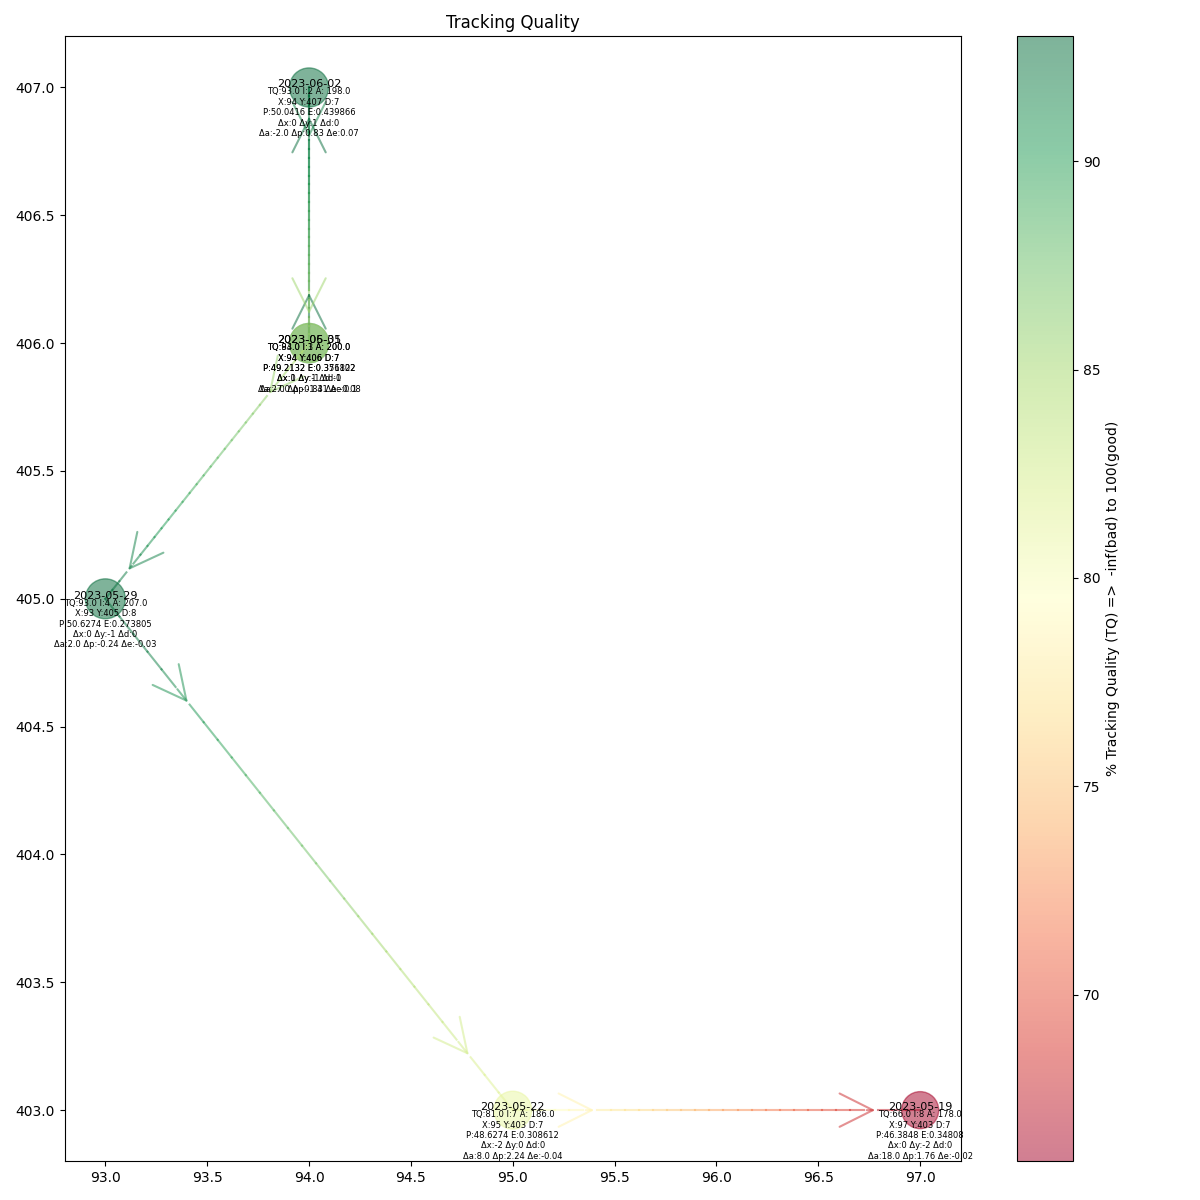 Tracking Quality
407.0
406.5
406.0
405.5
405.0
404.5
404.0
403.5
403.0
2023-06-02
TQ:93.0 I:2 A: 198.0
X:94 Y:407 D:7
P:50.0416 E:0.439866
Δx:0 Δy:1 Δd:0
Δa:-2.0 Δp:0.83 Δe:0.07
X:94 Y:406 D:7
2023-05-29
TQ:93.0 I:4 A: 207.0
X:93 Y:405 D:8
P:50.6274 E:0.273805
Δx:0 Δy:-1 Δd:0
Δa:2.0 Δp:-0.24 Δe:-0.03
2023-05-22
TQ:81.0 I:7 A: 186.0
X:95 Y:403 D:7
P:48.6274 E:0.308612
Δx:-2 Δy:0 Δd:0
Δa:8.0 Δp:2.24 Δe:-0.04
2023-05-19
TQ:66.0 I:8 A: 178.0
X:97 Y:403 D:7
P:46.3848 E:0.34808
Δx:0 Δy:-2 Δd:0
Δa:18.0 Δp:1.76 Δe:-0.02
93.0
93.5
94.0
94.5
95.0
95.5
96.0
96.5
97.0
90
85
80
75
70
% Tracking Quality (TQ) => -inf(bad) to 100(good)